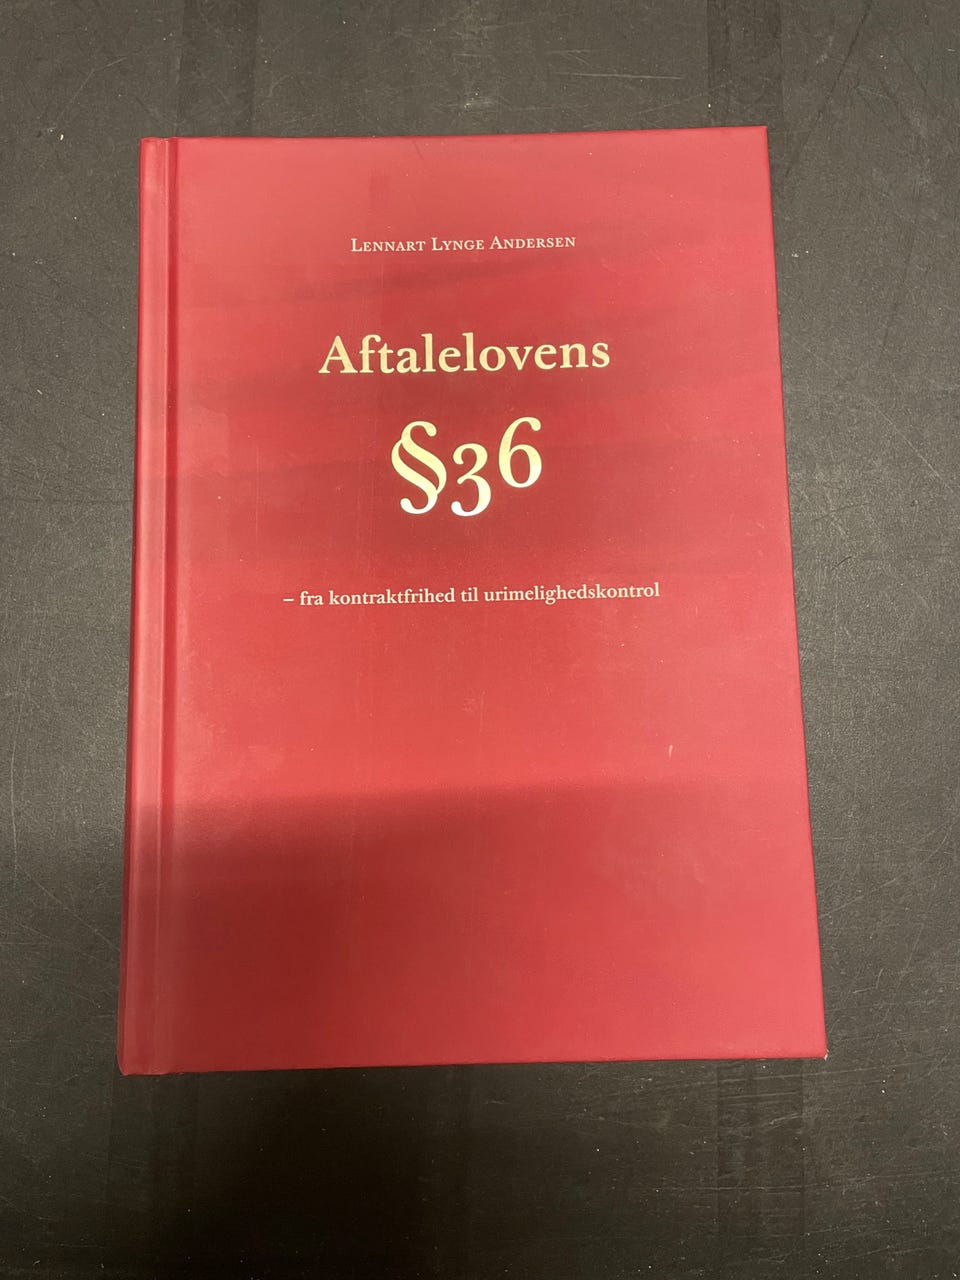 Lennart Lynge Andersen
Aftalelovens
§36
– fra kontraktfrihed til urimelighedskontrol